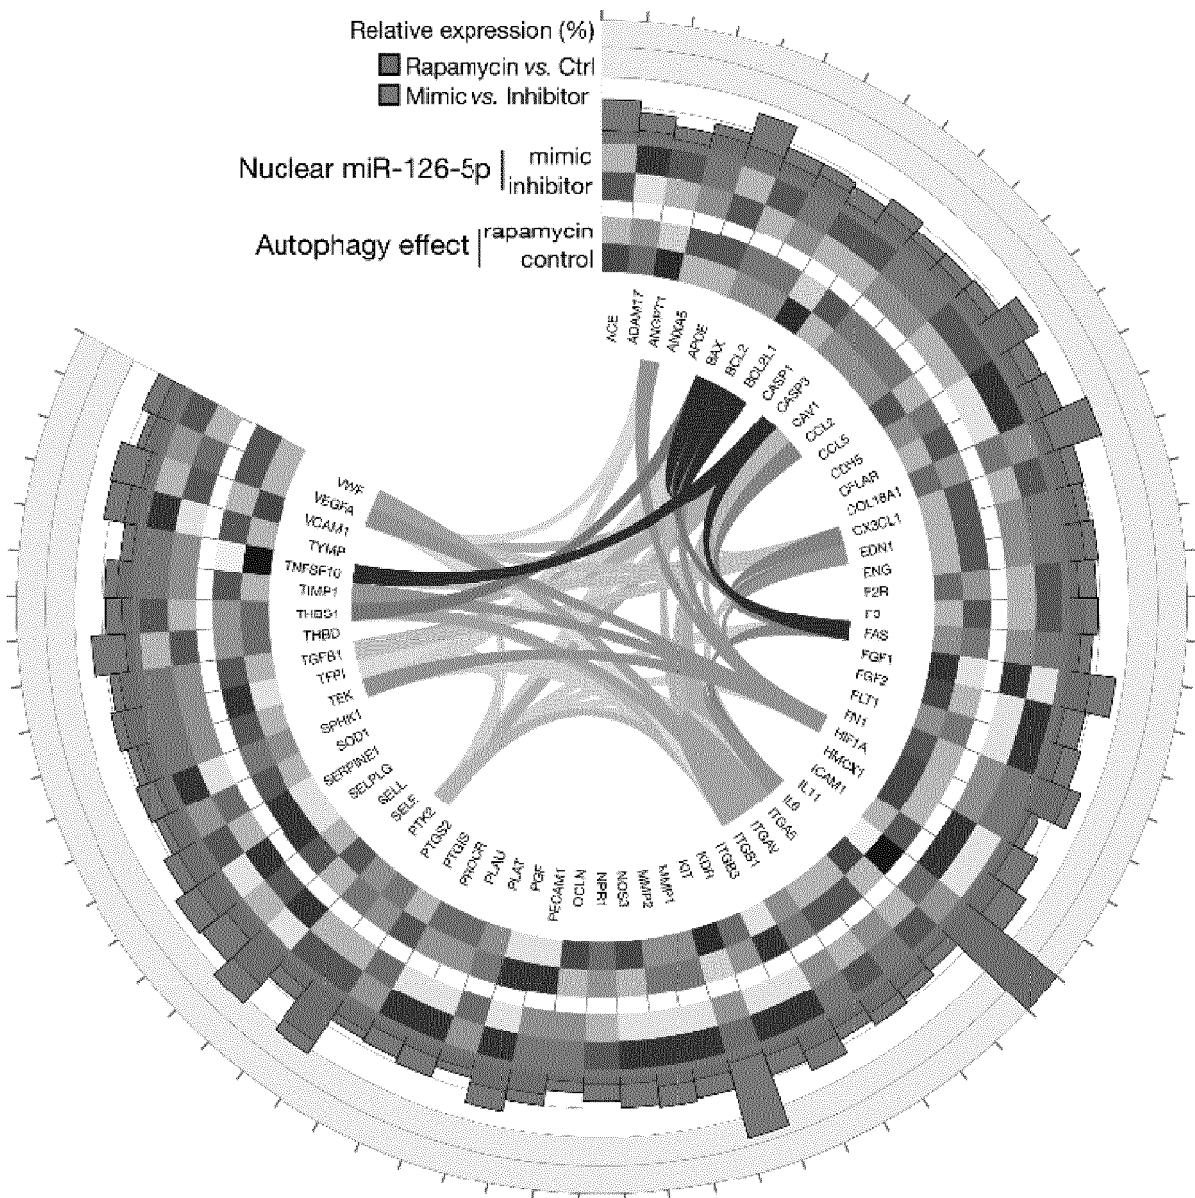 Relative expression (%)
Rapamycin vs. Ctrl
Mimic vs. Inhibitor
Nuclear miR-126-5p
mimic
inhibitor
Autophagy effect
rapamycin
control
ACE
ADAM17
ANGPT1
ANXA5
APOE
BAX
BCL2
BCL2L1
CASP1
CASP3
CAV1
CCL2
CCL5
CDH5
CFLAR
COL18A1
CX3CL1
EDN1
ENG
F2R
F3
FAS
FGF1
FGF2
FLT1
FN1
HIF1A
HMOX1
ICAM1
IL11
IL6
ITGA5
ITGAV
ITGB1
ITGB3
KDR
KIT
MMP1
MMP2
NOS3
NPR1
OCLN
PECAM1
PGF
PLAT
PLAU
PROCR
PTGIS
PTGS2
PTK2
SELE
SELL
SELPLG
SERPINE1
SOD1
SPHK1
TEK
TFPI
TGFB1
THBD
THBS1
TIMP1
TNFSF10
TYMP
VCAM1
VEGFA
VWF